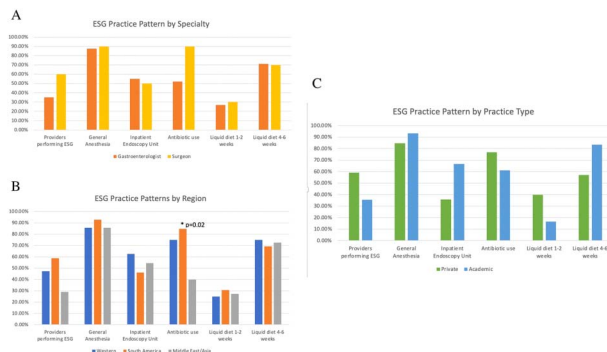 A
ESG Practice Pattern by Specialty
100.00%
90.00%
80.00%
70.00%
60.00%
50.00%
40.00%
30.00%
20.00%
10.00%
0.00%
Providers performing ESG
General Anesthesia
Inpatient Endoscopy Unit
Antibiotic use
Liquid diet 1-2 weeks
Liquid diet 4-6 weeks
Gastroenterologist
Surgeon
B
ESG Practice Patterns by Region
100.00%
90.00%
80.00%
70.00%
60.00%
50.00%
40.00%
30.00%
20.00%
10.00%
0.00%
* p=0.02
Providers performing ESG
General Anesthesia
Inpatient Endoscopy Unit
Antibiotic use
Liquid diet 1-2 weeks
Liquid diet 4-6 weeks
Western
South America
Middle East/Asia
C
ESG Practice Pattern by Practice Type
100.00%
90.00%
80.00%
70.00%
60.00%
50.00%
40.00%
30.00%
20.00%
10.00%
0.00%
Providers performing ESG
General Anesthesia
Inpatient Endoscopy Unit
Antibiotic use
Liquid diet 1-2 weeks
Liquid diet 4-6 weeks
Private
Academic